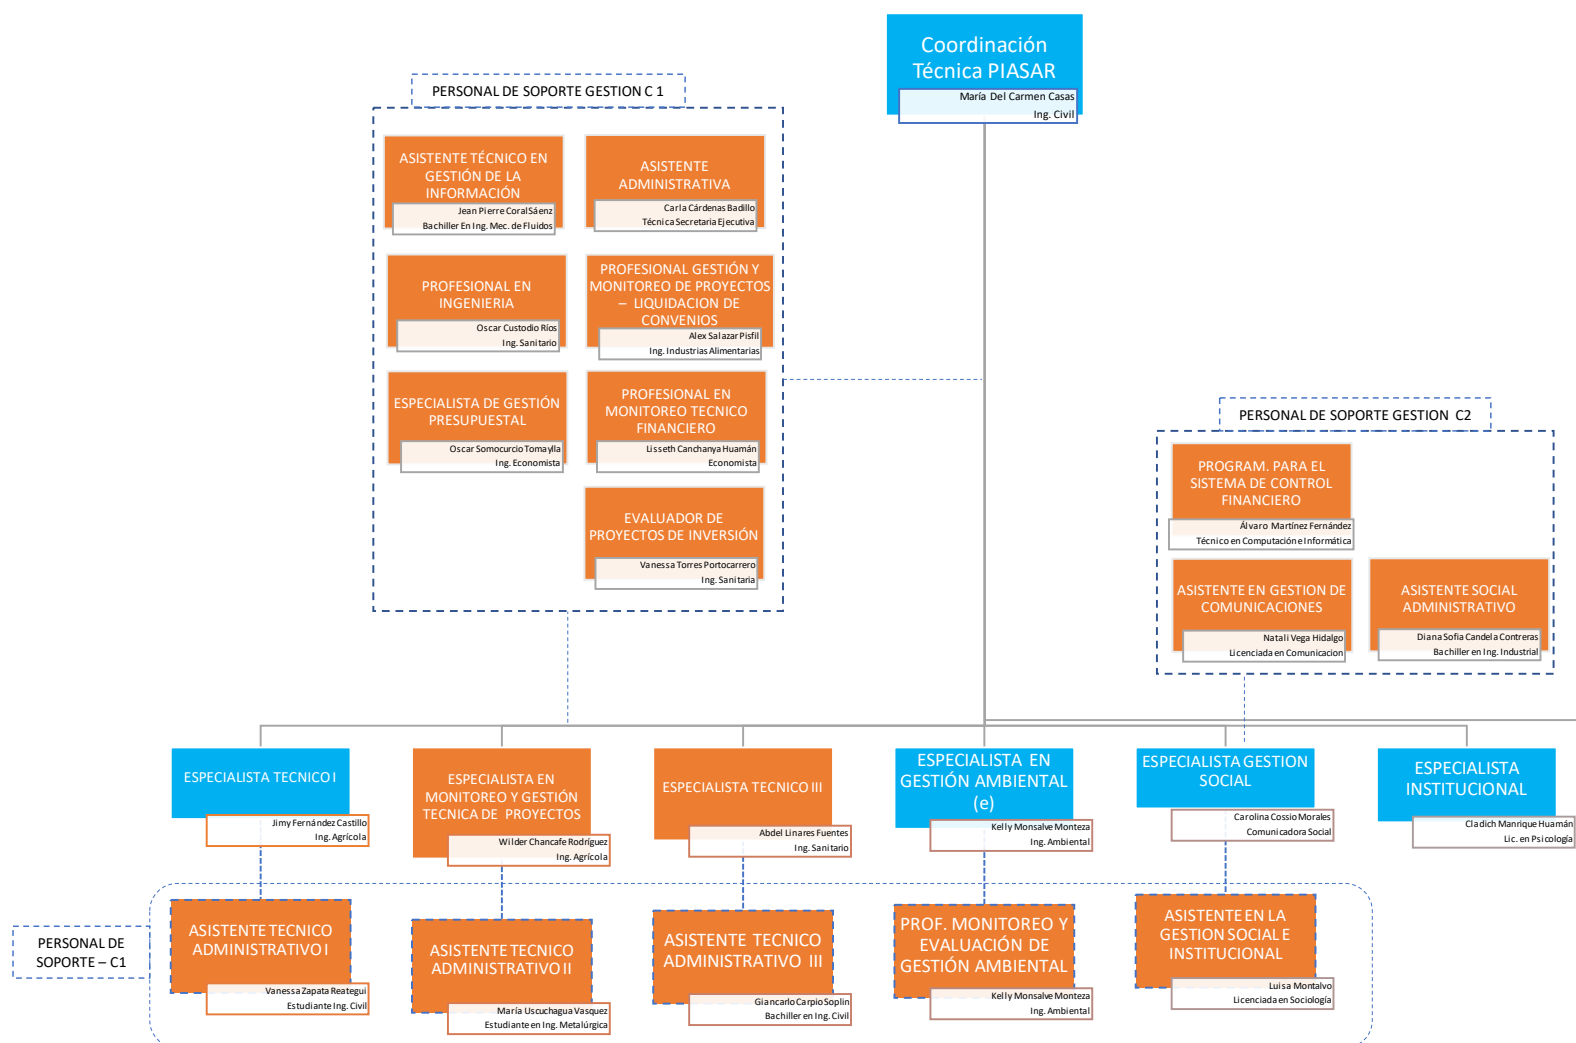 Coordinación
Técnica PIASAR
María Del Carmen Casas
Ing. Civil
PERSONAL DE SOPORTE GESTION C 1
ASISTENTE TÉCNICO EN
GESTIÓN DE LA
INFORMACIÓN
Jean Pierre Coral Sáenz
Bachiller En Ing. Mec. de Fluidos
ASISTENTE
ADMINISTRATIVA
Carla Cárdenas Badillo
Técnica Secretaria Ejecutiva
PROFESIONAL EN
INGENIERIA
Oscar Custodio Ríos
Ing. Sanitario
PROFESIONAL GESTIÓN Y
MONITOREO DE PROYECTOS
– LIQUIDACION DE
CONVENIOS
Alex Salazar Pisfil
Ing. Industrias Alimentarias
ESPECIALISTA DE GESTIÓN
PRESUPUESTAL
Oscar Somocurcio Tomaylla
Ing. Economista
PROFESIONAL EN
MONITOREO TECNICO
FINANCIERO
Lisseth Canchanya Huamán
Economista
EVALUADOR DE
PROYECTOS DE INVERSIÓN
Vanessa Torres Portocarrero
Ing. Sanitaria
PERSONAL DE SOPORTE GESTION C2
PROGRAM. PARA EL
SISTEMA DE CONTROL
FINANCIERO
Álvaro Martínez Fernández
Técnico en Computación e Informática
ASISTENTE EN GESTION DE
COMUNICACIONES
Natali Vega Hidalgo
Licenciada en Comunicacion
ASISTENTE SOCIAL
ADMINISTRATIVO
Diana Sofia Candela Contreras
Bachiller en Ing. Industrial
ESPECIALISTA TECNICO I
Jimy Fernández Castillo
Ing. Agrícola
ESPECIALISTA EN
MONITOREO Y GESTIÓN
TECNICA DE PROYECTOS
Wilder Chancafe Rodríguez
Ing. Agrícola
ESPECIALISTA TECNICO III
Abdel Linares Fuentes
Ing. Sanitario
ESPECIALISTA EN
GESTIÓN AMBIENTAL
(e)
Kelly Monsalve Monteza
Ing. Ambiental
ESPECIALISTA GESTION
SOCIAL
Carolina Cossio Morales
Comunicadora Social
ESPECIALISTA
INSTITUCIONAL
Cladich Manrique Huamán
Lic. en Psicología
PERSONAL DE
SOPORTE – C1
ASISTENTE TECNICO
ADMINISTRATIVO I
Vanessa Zapata Reategui
Estudiante Ing. Civil
ASISTENTE TECNICO
ADMINISTRATIVO II
María Uscuchagua Vasquez
Estudiante en Ing. Metalúrgica
ASISTENTE TECNICO
ADMINISTRATIVO III
Giancarlo Carpio Soplin
Bachiller en Ing. Civil
PROF. MONITOREO Y
EVALUACIÓN DE
GESTIÓN AMBIENTAL
Kelly Monsalve Monteza
Ing. Ambiental
ASISTENTE EN LA
GESTION SOCIAL E
INSTITUCIONAL
Luisa Montalvo
Licenciada en Sociología